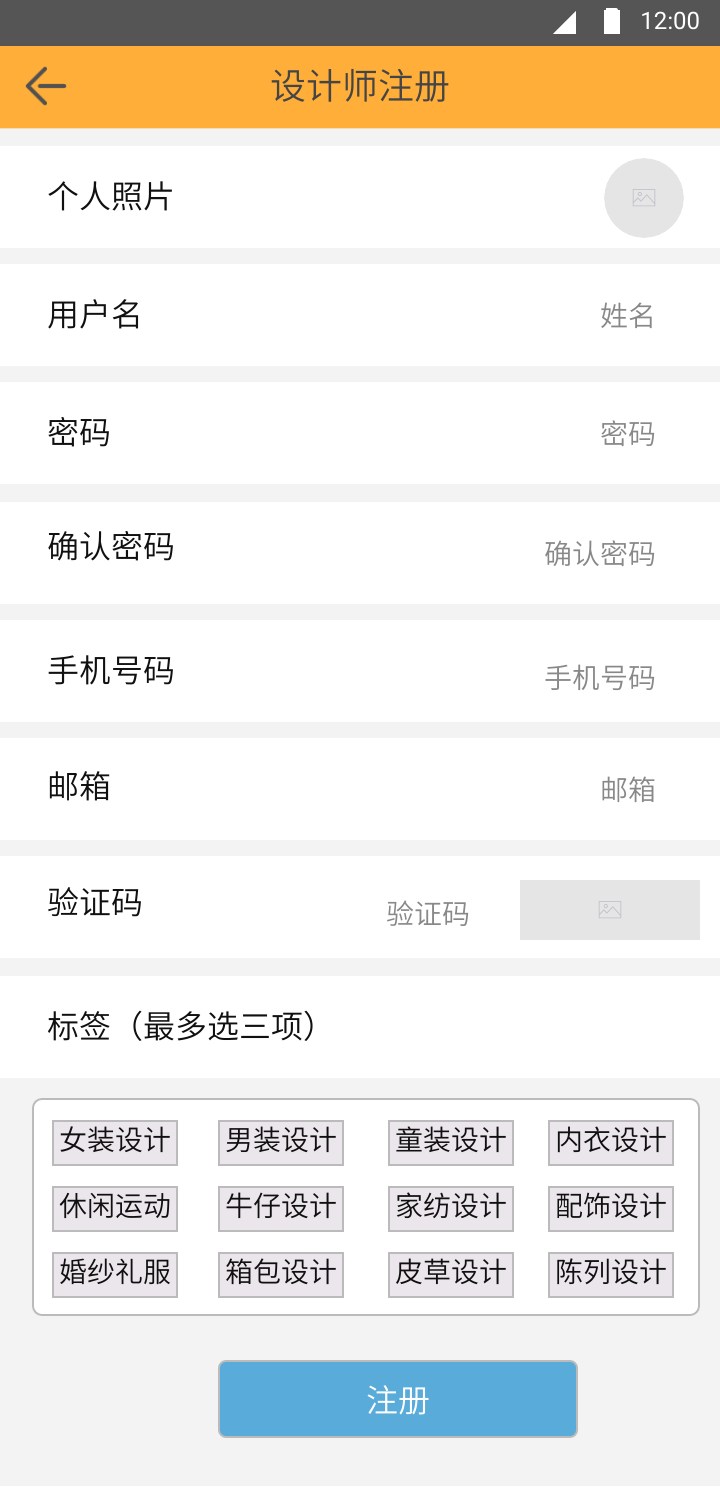 12:00
设计师注册
个人照片
用户名 姓名
密码 密码
确认密码 确认密码
手机号码 手机号码
邮箱 邮箱
验证码 验证码
标签（最多选三项）
女装设计 男装设计 童装设计 内衣设计
休闲运动 牛仔设计 家纺设计 配饰设计
婚纱礼服 箱包设计 皮草设计 陈列设计
注册